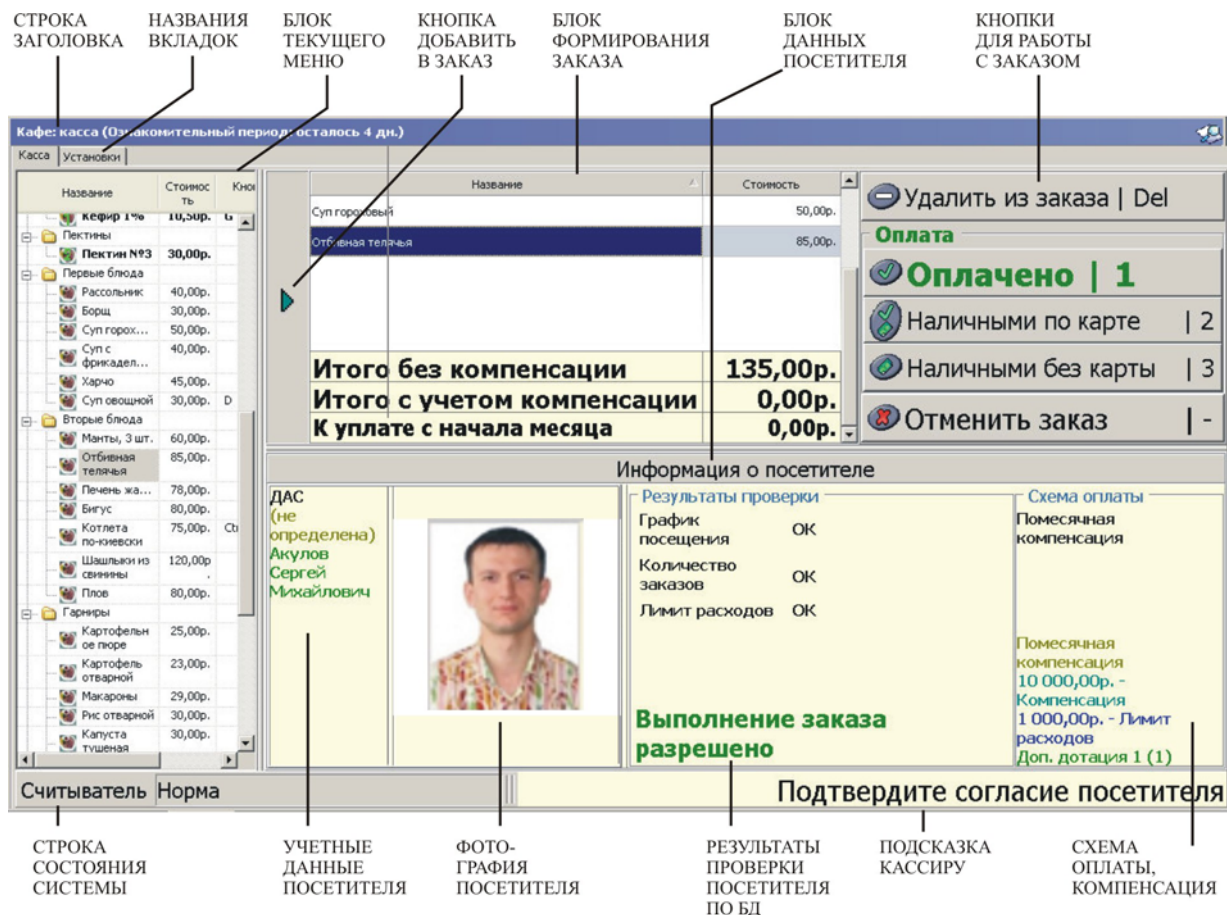 СТРОКА
ЗАГОЛОВКА
НАЗВАНИЯ
ВКЛАДОК
БЛОК
ТЕКУЩЕГО
МЕНЮ
КНОПКА
ДОБАВИТЬ
В ЗАКАЗ
БЛОК
ФОРМИРОВАНИЯ
ЗАКАЗА
БЛОК
ДАННЫХ
ПОСЕТИТЕЛЯ
КНОПКИ
ДЛЯ РАБОТЫ
С ЗАКАЗОМ
Кафе: касса (Ознакомительный период: осталось 4 дн.)
Касса Установки
Название Стоимос
ть Кно
Кефир 1% 10,50р. G
Пектины
Пектин №3 30,00р.
Первые блюда
Рассольник 40,00р.
Борщ 30,00р.
Суп горох... 50,00р.
Суп с 40,00р.
фрикадел...
Харчо 45,00р.
Суп овощной 30,00р. D
Вторые блюда
Манты, 3 шт. 60,00р.
Отбивная 85,00р.
телячья
Печень жа... 78,00р.
Бигус 80,00р.
Котлета 75,00р.
по-киевски
Шашлыки из 120,00р
свинины .
Плов 80,00р.
Гарниры
Картофельн 25,00р.
ое пюре
Картофель 23,00р.
отварной
Макароны 29,00р.
Рис отварной 30,00р.
Капуста 30,00р.
тушеная
Название Стоимость
Суп гороховый 50,00р.
Отбивная телячья 85,00р.
Итого без компенсации 135,00р.
Итого с учетом компенсации 0,00р.
К уплате с начала месяца 0,00р.
Удалить из заказа | Del
Оплата
Оплачено | 1
Наличными по карте | 2
Наличными без карты | 3
Отменить заказ | -
Информация о посетителе
ДАС
(не
определена)
Акулов
Сергей
Михайлович
Результаты проверки
График
посещения ОК
Количество
заказов ОК
Лимит расходов ОК
Выполнение заказа
разрешено
Схема оплаты
Помесячная
компенсация
Помесячная
компенсация
10 000,00р. -
Компенсация
1 000,00р. - Лимит
расходов
Доп. дотация 1 (1)
Считыватель Норма
Подтвердите согласие посетителя
СТРОКА
СОСТОЯНИЯ
СИСТЕМЫ
УЧЕТНЫЕ
ДАННЫЕ
ПОСЕТИТЕЛЯ
ФОТО-
ГРАФИЯ
ПОСЕТИТЕЛЯ
РЕЗУЛЬТАТЫ
ПРОВЕРКИ
ПОСЕТИТЕЛЯ
ПО БД
ПОДСКАЗКА
КАССИРУ
СХЕМА
ОПЛАТЫ,
КОМПЕНСАЦИЯ